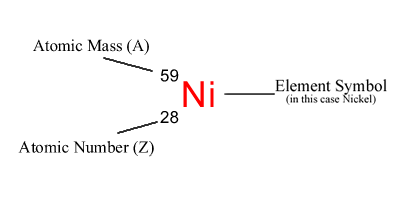 Atomic Mass (A)
59
Ni
Element Symbol
(in this case Nickel)
28
Atomic Number (Z)